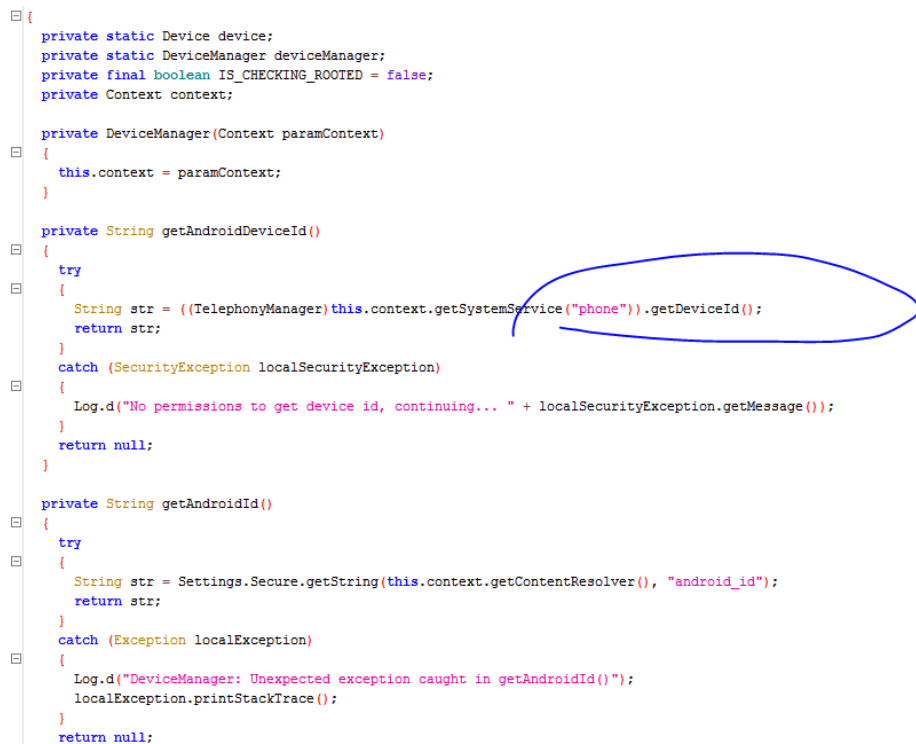 {
private static Device device;
private static DeviceManager deviceManager;
private final boolean IS_CHECKING_ROOTED = false;
private Context context;
private DeviceManager(Context paramContext)
{
this.context = paramContext;
}
private String getAndroidDeviceId()
{
try
{
String str = ((TelephonyManager)this.context.getSystemService("phone")).getDeviceId();
return str;
}
catch (SecurityException localSecurityException)
{
Log.d("No permissions to get device id, continuing... " + localSecurityException.getMessage());
}
return null;
}
private String getAndroidId()
{
try
{
String str = Settings.Secure.getString(this.context.getContentResolver(), "android_id");
return str;
}
catch (Exception localException)
{
Log.d("DeviceManager: Unexpected exception caught in getAndroidId()");
localException.printStackTrace();
}
return null;